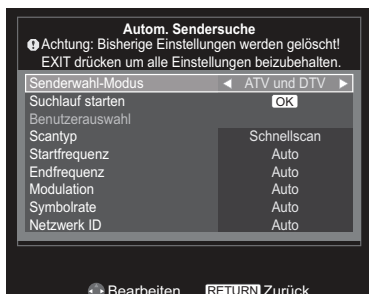 Autom. Sendersuche
Achtung: Bisherige Einstellungen werden gelöscht!
EXIT drücken um alle Einstellungen beizubehalten.
Senderwahl-Modus ◄ ATV und DTV ►
Suchlauf starten OK
Benutzerauswahl
Scantyp Schnellscan
Startfrequenz Auto
Endfrequenz Auto
Modulation Auto
Symbolrate Auto
Netzwerk ID Auto
Bearbeiten RETURN Zurück